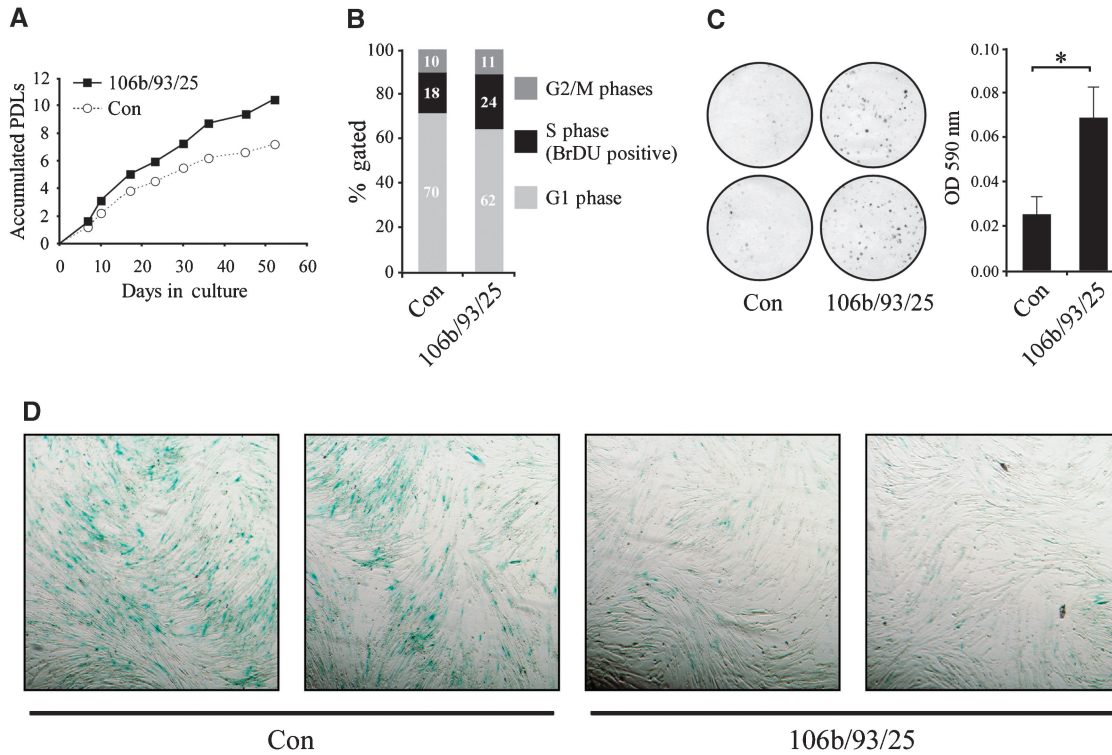 A
12
10
8
6
4
2
0
Accumulated PDLs
106b/93/25
Con
0 10 20 30 40 50 60
Days in culture
B
100
80
60
40
20
0
% gated
10 11
18 24
70 62
Con
106b/93/25
G2/M phases
S phase
(BrDU positive)
G1 phase
C
Con 106b/93/25
0.10
0.08
0.06
0.04
0.02
0.00
OD 590 nm
*
Con
106b/93/25
D
Con 106b/93/25